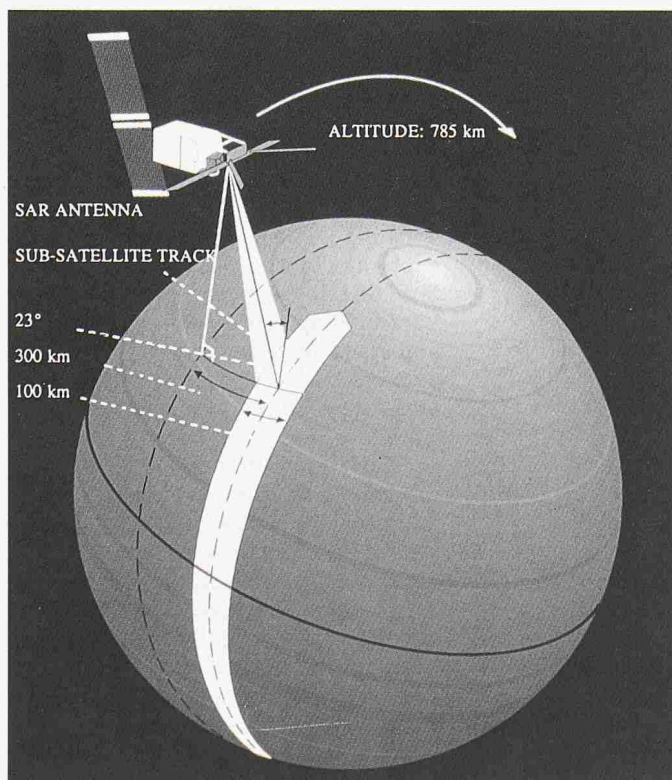 ALTITUDE: 785 km
SAR ANTENNA
SUB-SATELLITE TRACK
23°
300 km
100 km